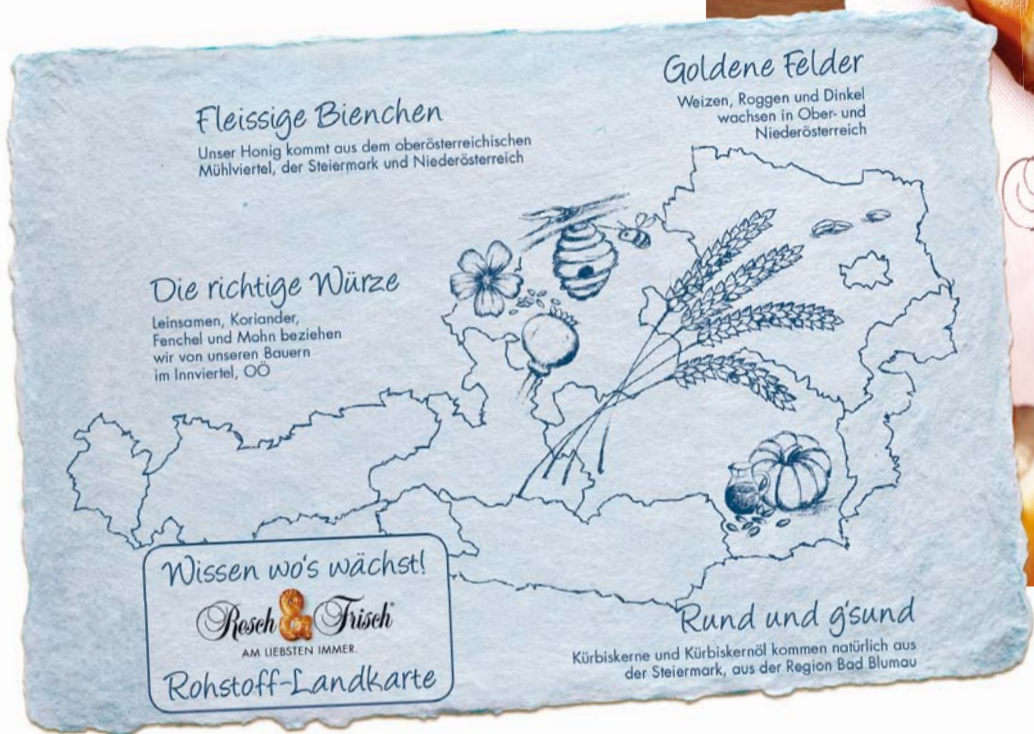 Fleissige Bienchen
Unser Honig kommt aus dem oberösterreichischen
Mühlviertel, der Steiermark und Niederösterreich
Goldene Felder
Weizen, Roggen und Dinkel
wachsen in Ober- und
Niederösterreich
Die richtige Würze
Leinsamen, Koriander,
Fenchel und Mohn beziehen
wir von unseren Bauern
im Innviertel, OÖ
Wissen wo's wächst!
Resch & Frisch®
AM LIEBSTEN IMMER.
Rohstoff-Landkarte
Rund und g'sund
Kürbiskerne und Kürbiskernöl kommen natürlich aus
der Steiermark, aus der Region Bad Blumau